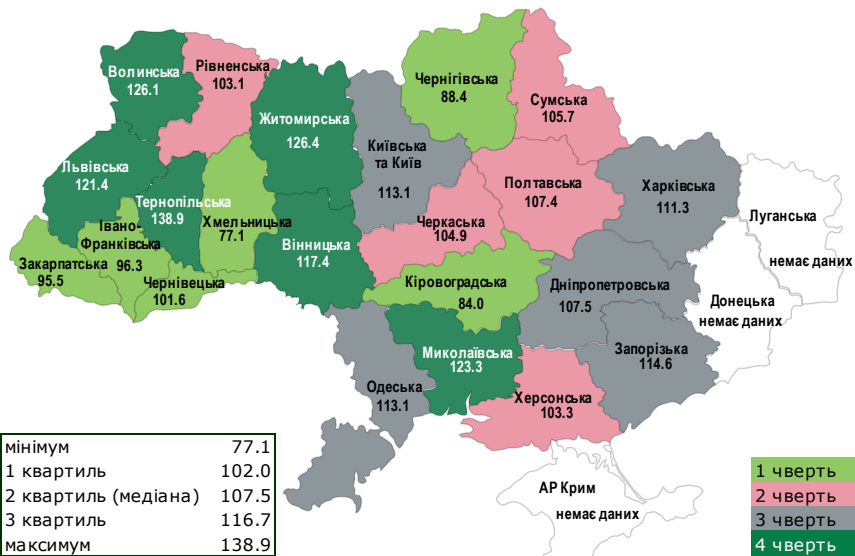 Волинська
126.1
Рівненська
103.1
Житомирська
126.4
Київська
та Київ
113.1
Чернігівська
88.4
Сумська
105.7
Львівська
121.4
Тернопільська
138.9
Хмельницька
77.1
Вінницька
117.4
Черкаська
104.9
Полтавська
107.4
Харківська
111.3
Луганська
немає даних
Івано-
Франківська
96.3
Закарпатська
95.5
Чернівецька
101.6
Кіровоградська
84.0
Дніпропетровська
107.5
Донецька
немає даних
Миколаївська
123.3
Запорізька
114.6
Одеська
113.1
Херсонська
103.3
АР Крим
немає даних
мінімум 77.1
1 квартиль 102.0
2 квартиль (медіана) 107.5
3 квартиль 116.7
максимум 138.9
1 чверть
2 чверть
3 чверть
4 чверть